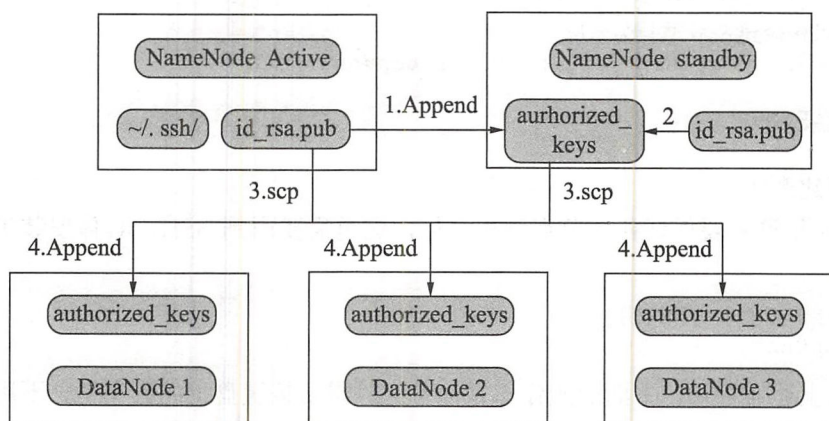 NameNode Active
NameNode standby
1.Append
~/. ssh/
id_rsa.pub
aurhorized_
keys
2
id_rsa.pub
3.scp
3.scp
4.Append
4.Append
4.Append
authorized_keys
authorized_keys
authorized_keys
DataNode 1
DataNode 2
DataNode 3